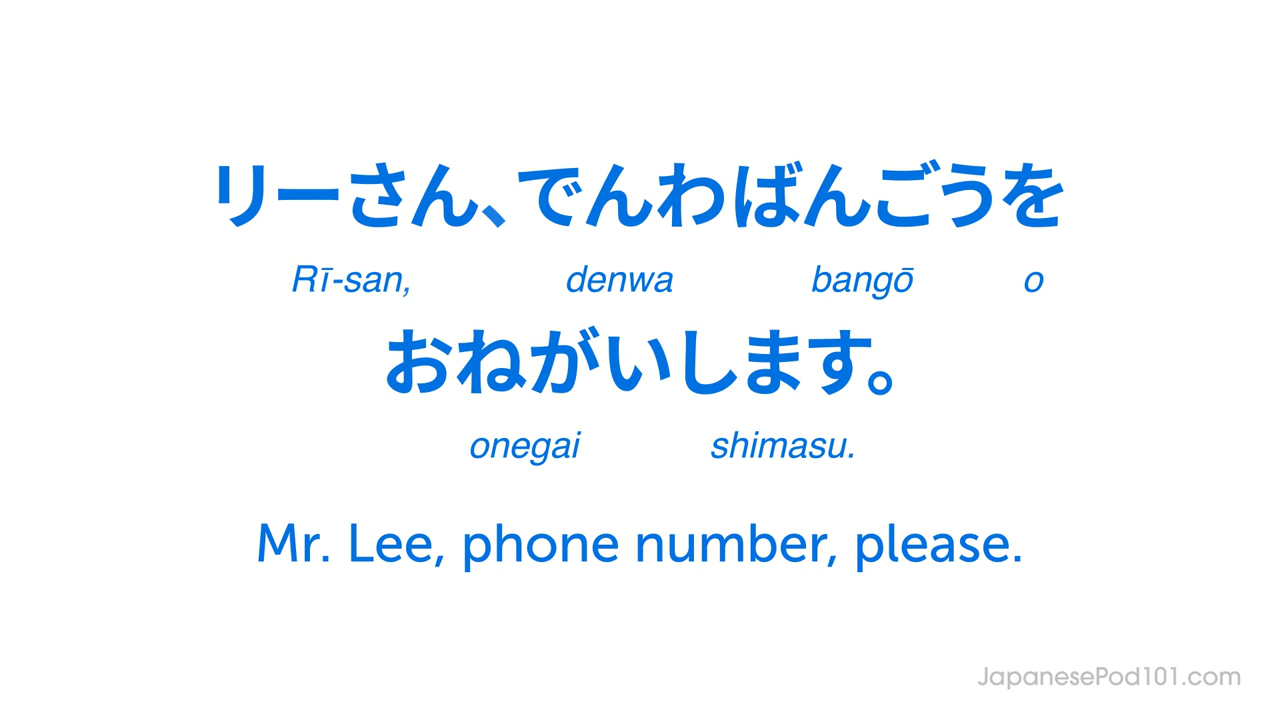 リーさん、でんわばんごうを
Rī-san, denwa bangō o
おねがいします。
onegai shimasu.
Mr. Lee, phone number, please.
JapanesePod101.com